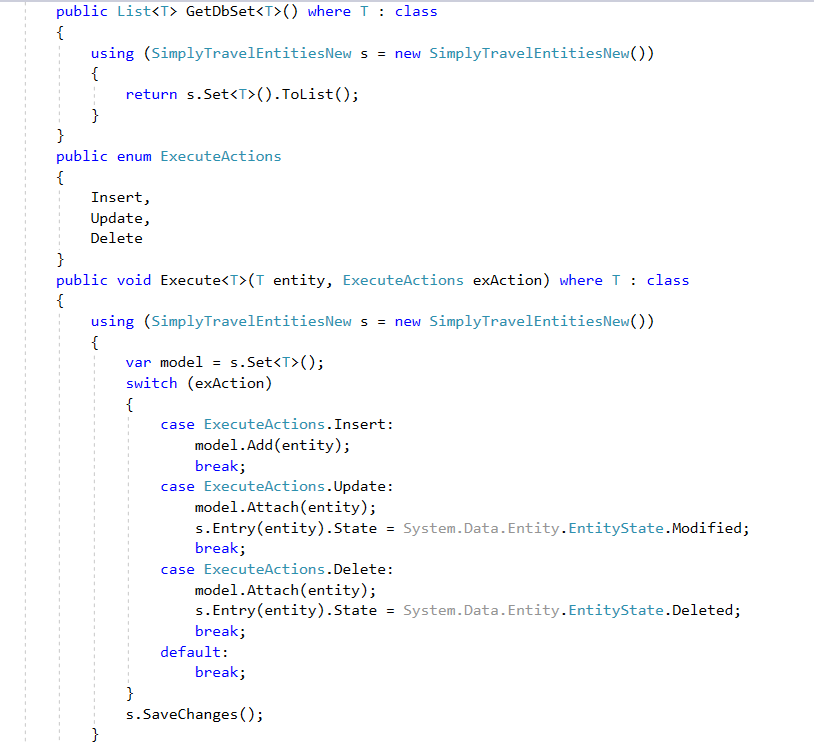 public List<T> GetDbSet<T>() where T : class
{
using (SimplyTravelEntitiesNew s = new SimplyTravelEntitiesNew())
{
return s.Set<T>().ToList();
}
}
public enum ExecuteActions
{
Insert,
Update,
Delete
}
public void Execute<T>(T entity, ExecuteActions exAction) where T : class
{
using (SimplyTravelEntitiesNew s = new SimplyTravelEntitiesNew())
{
var model = s.Set<T>();
switch (exAction)
{
case ExecuteActions.Insert:
model.Add(entity);
break;
case ExecuteActions.Update:
model.Attach(entity);
s.Entry(entity).State = System.Data.Entity.EntityState.Modified;
break;
case ExecuteActions.Delete:
model.Attach(entity);
s.Entry(entity).State = System.Data.Entity.EntityState.Deleted;
break;
default:
break;
}
s.SaveChanges();
}